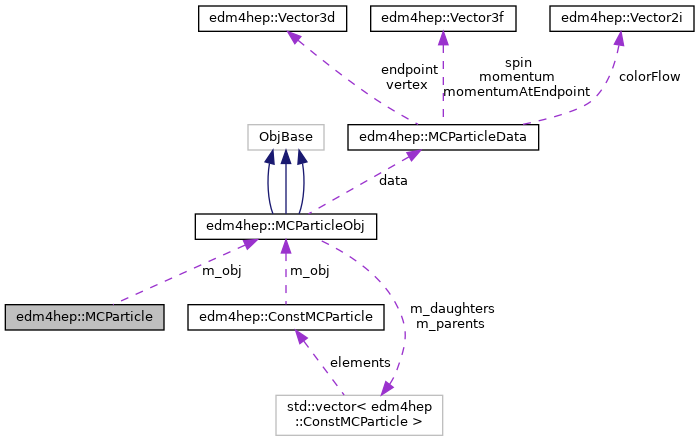 edm4hep::Vector3d
edm4hep::Vector3f
edm4hep::Vector2i
endpoint
vertex
spin
momentum
momentumAtEndpoint
colorFlow
ObjBase
edm4hep::MCParticleData
data
edm4hep::MCParticleObj
m_obj
m_obj
m_daughters
m_parents
edm4hep::MCParticle
edm4hep::ConstMCParticle
elements
std::vector< edm4hep
::ConstMCParticle >